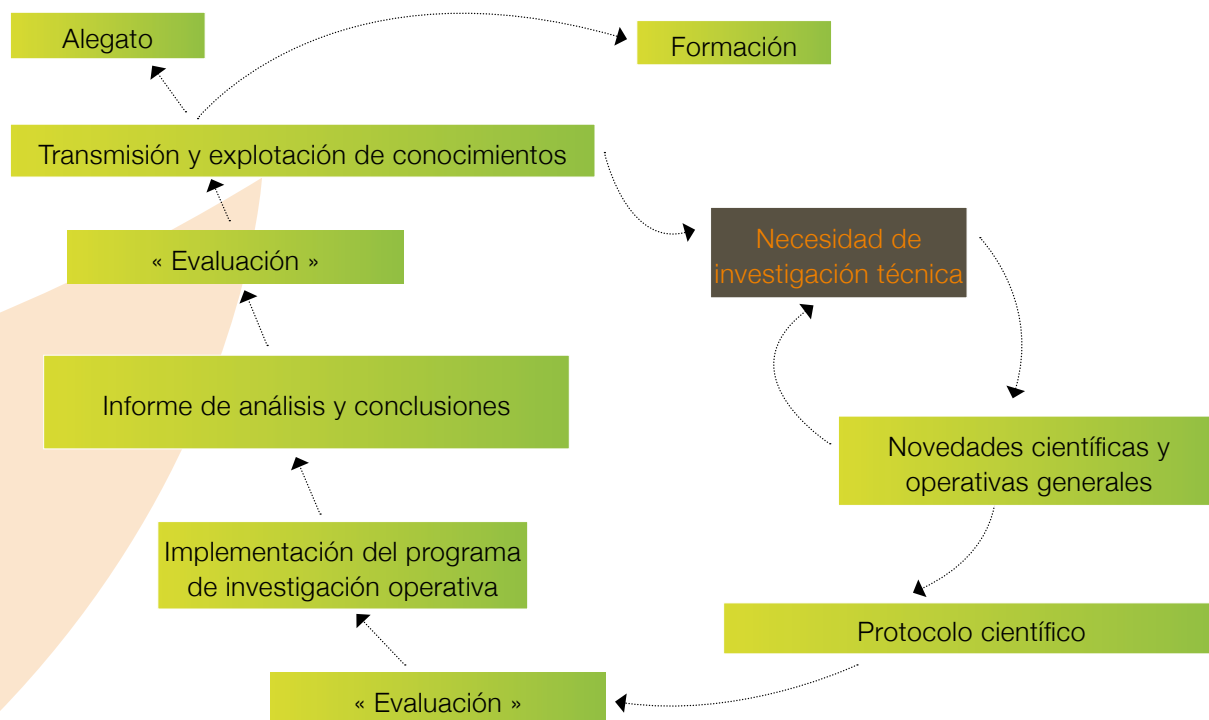 Alegato
Formación
Transmisión y explotación de conocimientos
« Evaluación »
Necesidad de
investigación técnica
Informe de análisis y conclusiones
Novedades científicas y
operativas generales
Implementación del programa
de investigación operativa
Protocolo científico
« Evaluación »